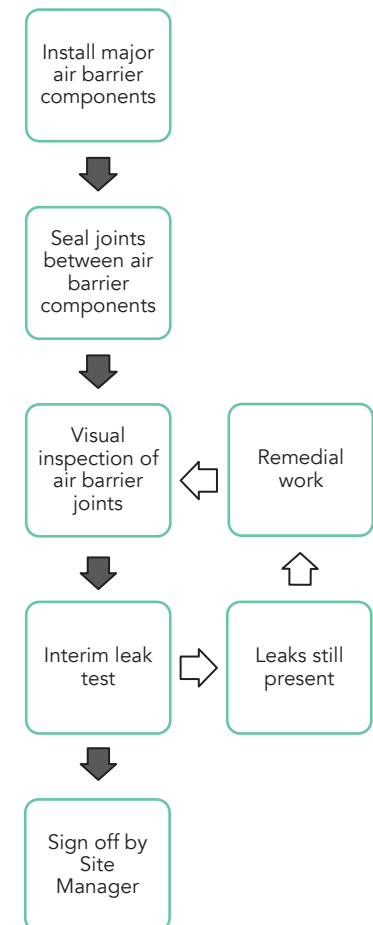 Install major
air barrier
components
Seal joints
between air
barrier
components
Visual
inspection of
air barrier
joints
Remedial
work
Interim leak
test
Leaks still
present
Sign off by
Site
Manager